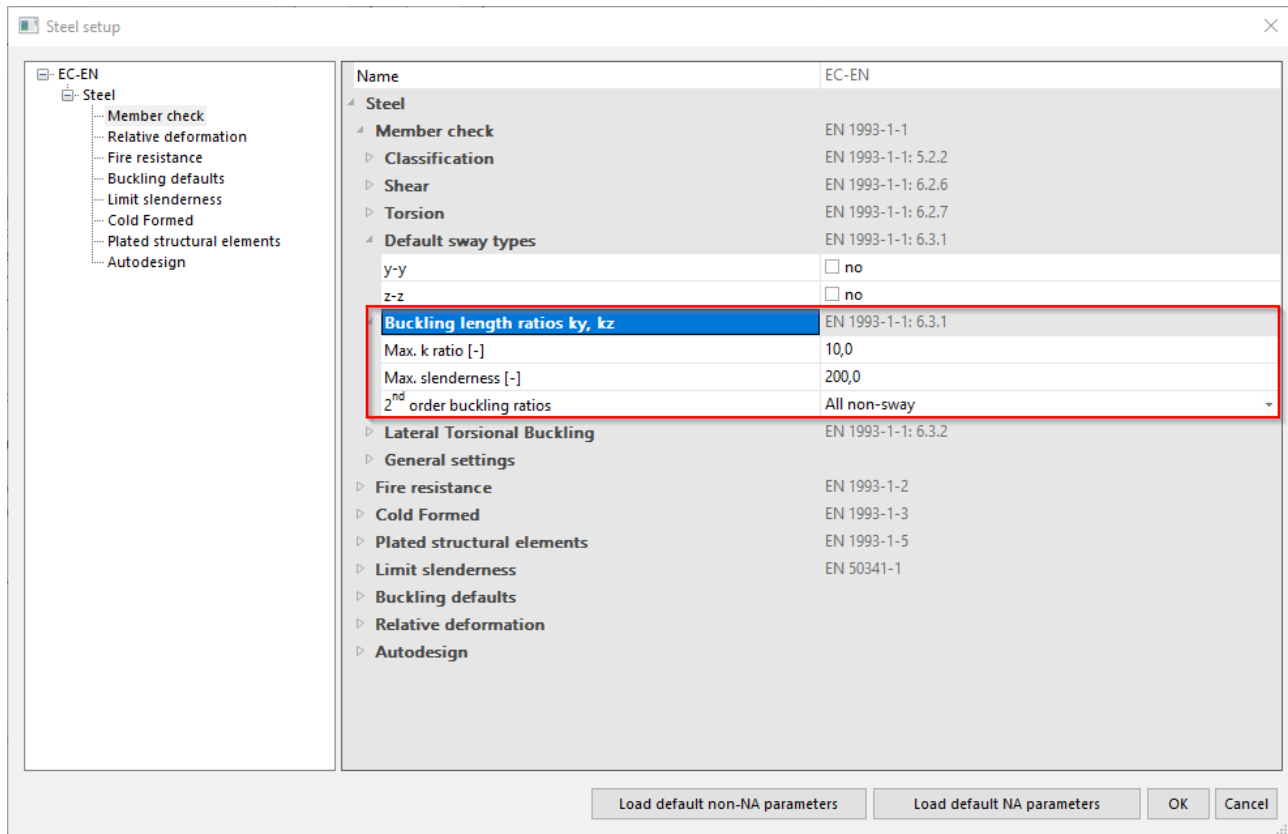 Steel setup
EC-EN
Steel
Member check
Relative deformation
Fire resistance
Buckling defaults
Limit slenderness
Cold Formed
Plated structural elements
Autodesign
Name EC-EN
Steel
Member check EN 1993-1-1
Classification EN 1993-1-1: 5.2.2
Shear EN 1993-1-1: 6.2.6
Torsion EN 1993-1-1: 6.2.7
Default sway types EN 1993-1-1: 6.3.1
y-y no
z-z no
Buckling length ratios ky, kz EN 1993-1-1: 6.3.1
Max. k ratio [-] 10,0
Max. slenderness [-] 200,0
2nd order buckling ratios All non-sway
Lateral Torsional Buckling EN 1993-1-1: 6.3.2
General settings
Fire resistance EN 1993-1-2
Cold Formed EN 1993-1-3
Plated structural elements EN 1993-1-5
Limit slenderness EN 50341-1
Buckling defaults
Relative deformation
Autodesign
Load default non-NA parameters Load default NA parameters OK Cancel